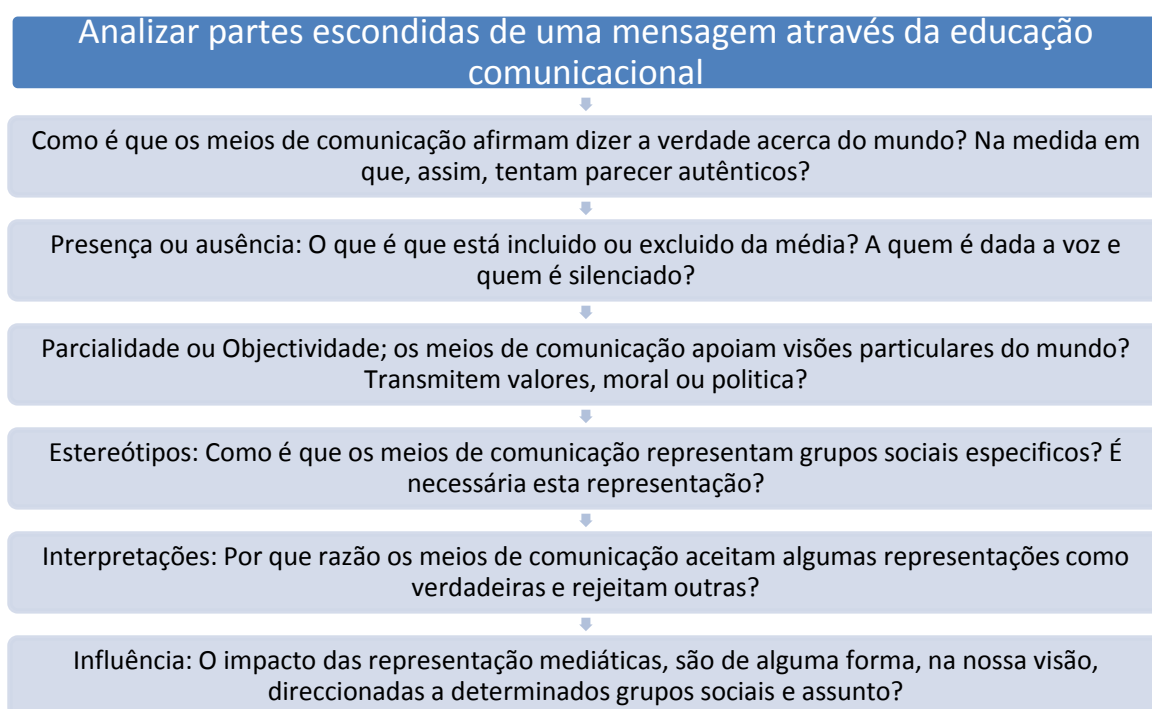 Analizar partes escondidas de uma mensagem através da educação
comunicacional
Como é que os meios de comunicação afirmam dizer a verdade acerca do mundo? Na medida em
que, assim, tentam parecer autênticos?
Presença ou ausência: O que é que está incluido ou excluido da média? A quem é dada a voz e
quem é silenciado?
Parcialidade ou Objectividade; os meios de comunicação apoiam visões particulares do mundo?
Transmitem valores, moral ou politica?
Estereótipos: Como é que os meios de comunicação representam grupos sociais especificos? É
necessária esta representação?
Interpretações: Por que razão os meios de comunicação aceitam algumas representações como
verdadeiras e rejeitam outras?
Influência: O impacto das representação mediáticas, são de alguma forma, na nossa visão,
direccionadas a determinados grupos sociais e assunto?